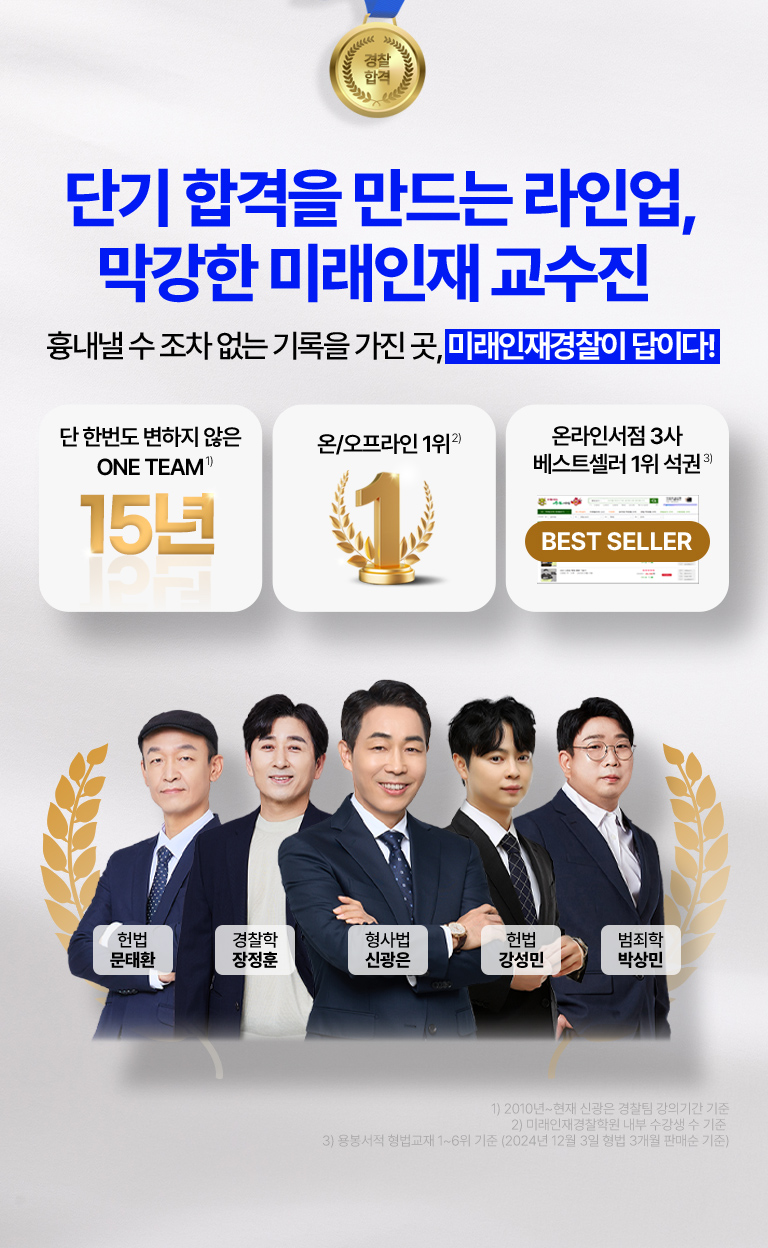 경찰
합격
단기 합격을 만드는 라인업,
막강한 미래인재 교수진
흉내낼 수 조차 없는 기록을 가진 곳, 미래인재경찰이 답이다!
단 한번도 변하지 않은
ONE TEAM 1)
15년
온/오프라인 1위 2)
1
온라인서점 3사
베스트셀러 1위 석권 3)
BEST SELLER
헌법
문태환
경찰학
장정훈
형사법
신광은
헌법
강성민
범죄학
박상민
1) 2010년~현재 신광은 경찰팀 강의기간 기준
2) 미래인재경찰학원 내부 수강생 수 기준
3) 용봉서적 형법교재 1~6위 기준 (2024년 12월 3일 형법 3개월 판매순 기준)